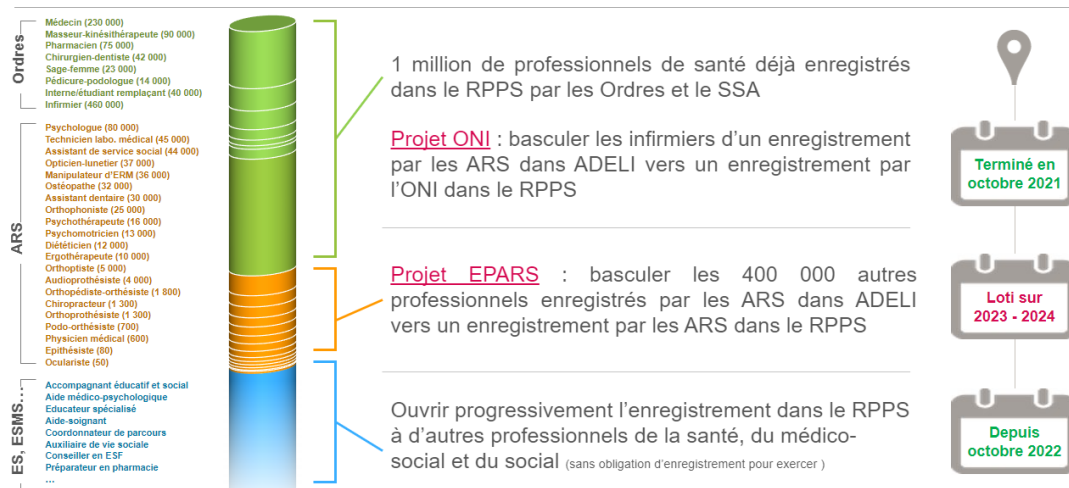 Ordres
Médecin (230 000)
Masseur-kinésithérapeute (90 000)
Pharmacien (75 000)
Chirurgien-dentiste (42 000)
Sage-femme (23 000)
Pédicure-podologue (14 000)
Interne/étudiant remplaçant (40 000)
Infirmier (460 000)
ARS
Psychologue (80 000)
Technicien labo. médical (45 000)
Assistant de service social (44 000)
Opticien-lunetier (37 000)
Manipulateur d'ERM (36 000)
Ostéopathe (32 000)
Assistant dentaire (30 000)
Orthophoniste (25 000)
Psychothérapeute (16 000)
Psychomotricien (13 000)
Diététicien (12 000)
Ergothérapeute (10 000)
Orthoptiste (5 000)
Audioprothésiste (4 000)
Orthopédiste-orthésiste (1 800)
Chiropracteur (1 300)
Orthoprothésiste (1 300)
Podo-orthésiste (700)
Physicien médical (600)
Epithésiste (80)
Oculariste (50)
ES, ESMS…
Accompagnant éducatif et social
Aide médico-psychologique
Educateur spécialisé
Aide-soignant
Coordonnateur de parcours
Auxiliaire de vie sociale
Conseiller en ESF
Préparateur en pharmacie
…
1 million de professionnels de santé déjà enregistrés
dans le RPPS par les Ordres et le SSA
Projet ONI : basculer les infirmiers d'un enregistrement
par les ARS dans ADELI vers un enregistrement par
l'ONI dans le RPPS
Terminé en
octobre 2021
Projet EPARS : basculer les 400 000 autres
professionnels enregistrés par les ARS dans ADELI
vers un enregistrement par les ARS dans le RPPS
Loti sur
2023 - 2024
Ouvrir progressivement l'enregistrement dans le RPPS
à d'autres professionnels de la santé, du médico-
social et du social (sans obligation d'enregistrement pour exercer )
Depuis
octobre 2022